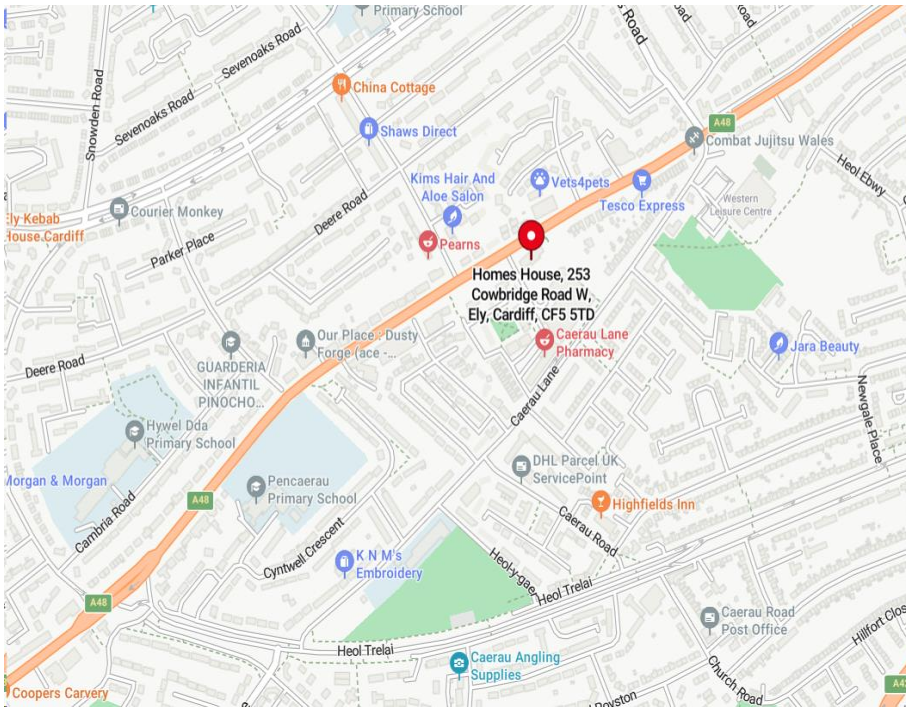 Primary School
s Road
Sevenoaks Road
Snowden Road
China Cottage
Sevenoaks Road
Shaws Direct
A48
Combat Jujitsu Wales
Heol Ebwy
Kims Hair And
Aloe Salon
Vets4pets
Tesco Express
Western
Leisure Centre
Courier Monkey
Deere Road
Ely Kebab
House Cardiff
Parker Place
Pearns
Homes House, 253
Cowbridge Road W,
Ely, Cardiff, CF5 5TD
Our Place : Dusty
Forge (ace -...
Caerau Lane
Pharmacy
Jara Beauty
Deere Road
GUARDERIA
INFANTIL
PINOCHO...
Caerau Lane
Newgale Place
Hywel Dda
Primary School
DHL Parcel UK
ServicePoint
Morgan & Morgan
Pencaerau
Primary School
A48
Highfields Inn
Cambria Road
Caerau Road
Cyntwell Crescent
K N M's
Embroidery
Heol-y-gaer
Heol Trelai
A48
Caerau Road
Post Office
Hillfort Clos
Heol Trelai
Caerau Angling
Supplies
Church Road
Coopers Carvery
Royston
A42